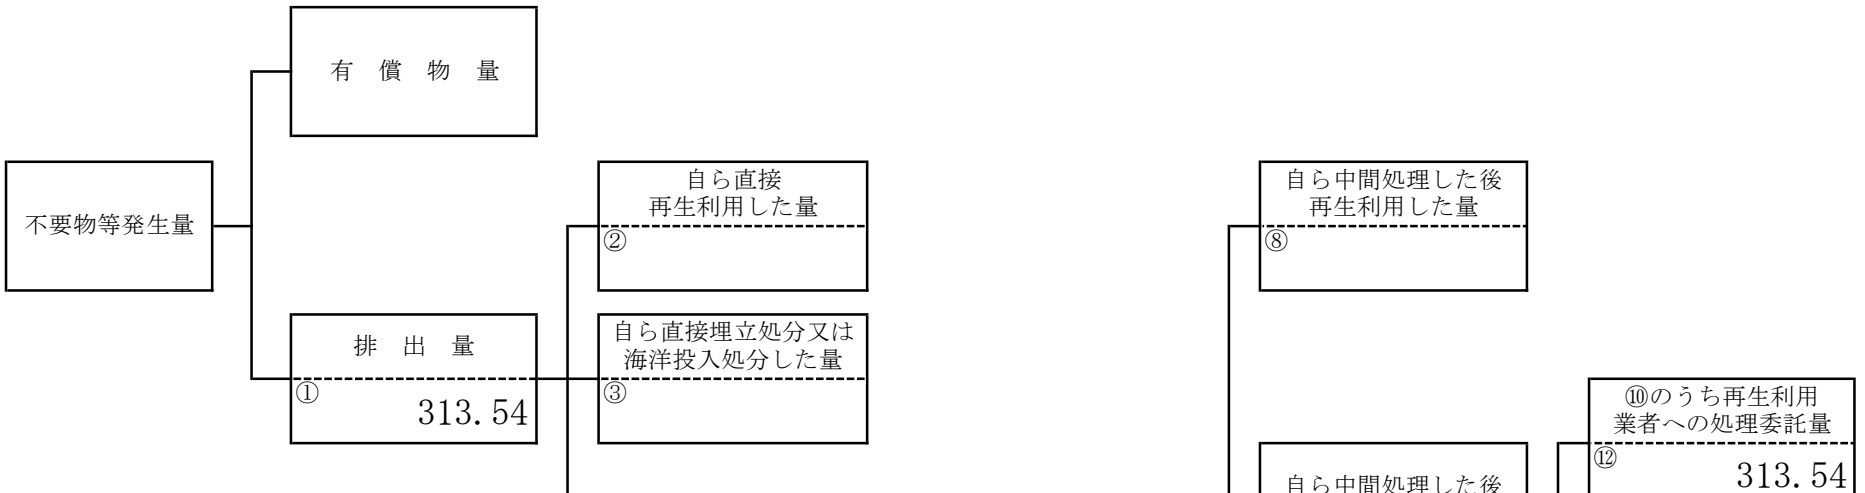 有　償　物　量
不要物等発生量
自ら直接
再生利用した量
②
自ら中間処理した後
再生利用した量
⑧
排　出　量
①
313.54
自ら直接埋立処分又は
海洋投入処分した量
③
⑩のうち再生利用
業者への処理委託量
⑫
313.54
自ら中間処理した後